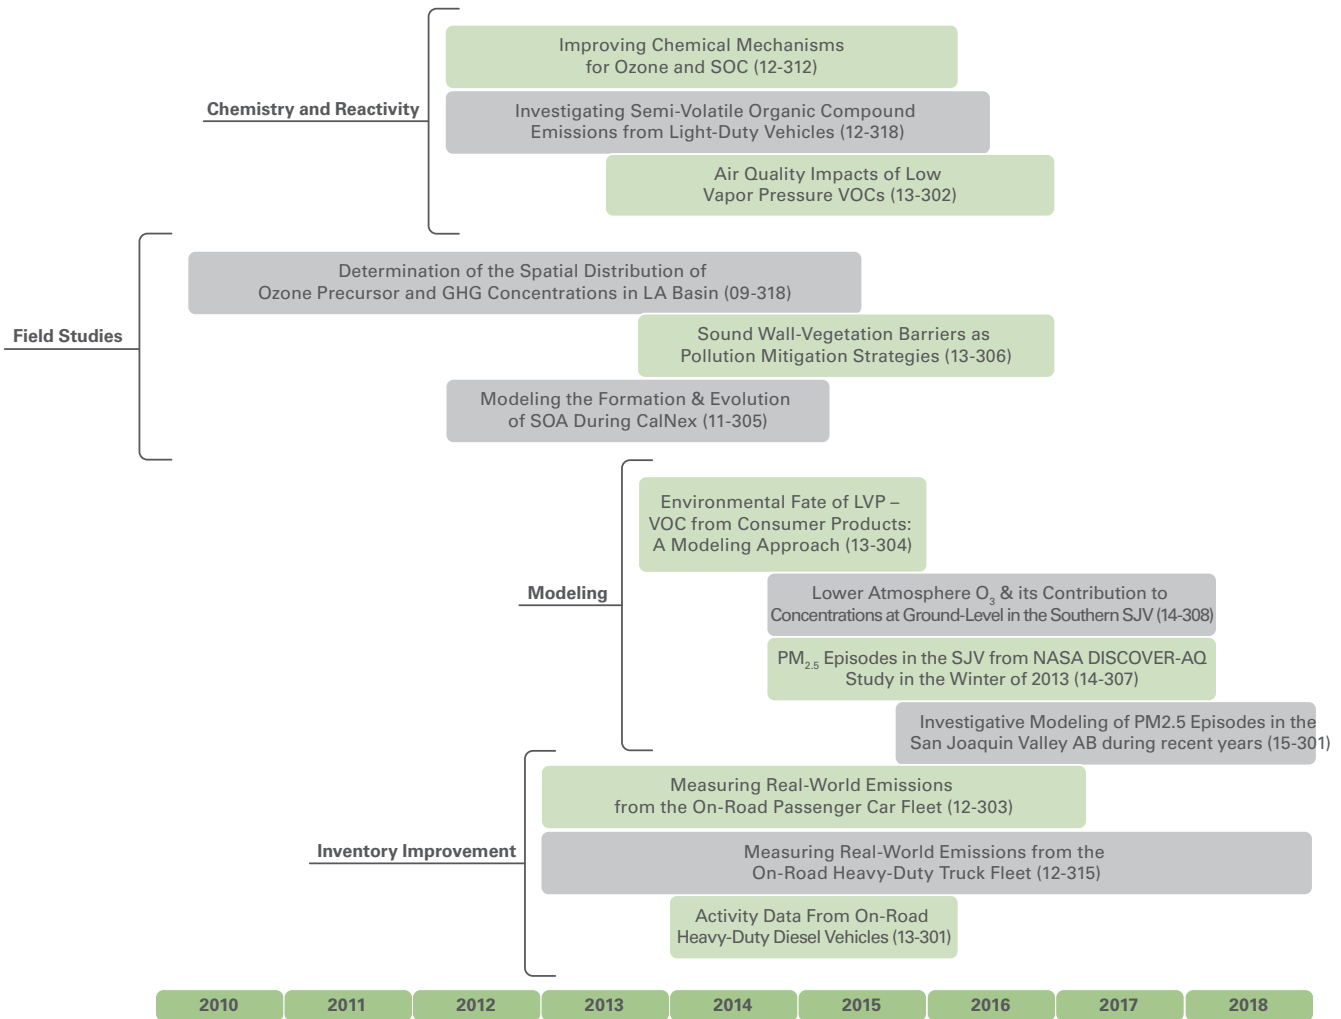 Improving Chemical Mechanisms
for Ozone and SOC (12-312)
Chemistry and Reactivity
Investigating Semi-Volatile Organic Compound
Emissions from Light-Duty Vehicles (12-318)
Air Quality Impacts of Low
Vapor Pressure VOCs (13-302)
Determination of the Spatial Distribution of
Ozone Precursor and GHG Concentrations in LA Basin (09-318)
Field Studies
Sound Wall-Vegetation Barriers as
Pollution Mitigation Strategies (13-306)
Modeling the Formation & Evolution
of SOA During CalNex (11-305)
Environmental Fate of LVP –
VOC from Consumer Products:
A Modeling Approach (13-304)
Modeling
Lower Atmosphere O3 & its Contribution to
Concentrations at Ground-Level in the Southern SJV (14-308)
PM2.5 Episodes in the SJV from NASA DISCOVER-AQ
Study in the Winter of 2013 (14-307)
Investigative Modeling of PM2.5 Episodes in the
San Joaquin Valley AB during recent years (15-301)
Measuring Real-World Emissions
from the On-Road Passenger Car Fleet (12-303)
Inventory Improvement
Measuring Real-World Emissions from the
On-Road Heavy-Duty Truck Fleet (12-315)
Activity Data From On-Road
Heavy-Duty Diesel Vehicles (13-301)
2010 2011 2012 2013 2014 2015 2016 2017 2018